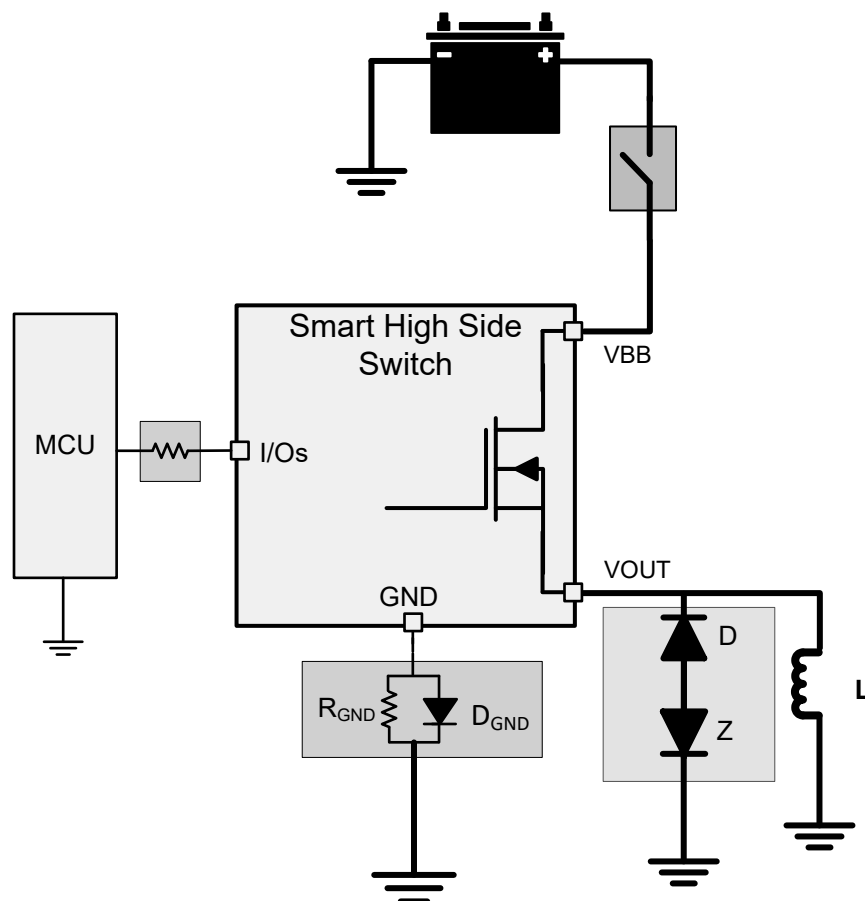 - +
Smart High Side
Switch
VBB
MCU
I/Os
VOUT
GND
D
RGND
DGND
Z
L